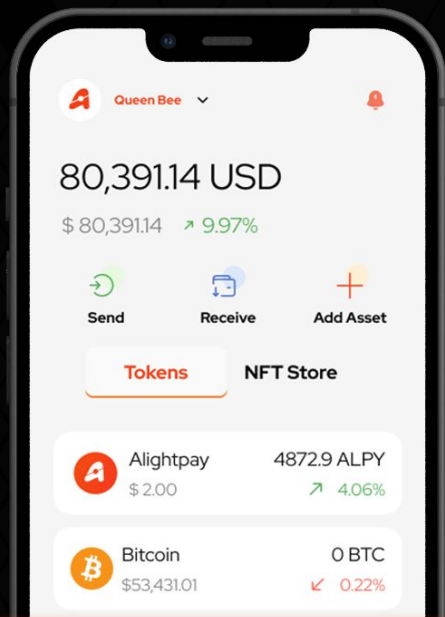 Queen Bee
80,391.14 USD
$ 80,391.14 9.97%
Send Receive Add Asset
Tokens NFT Store
Alightpay 4872.9 ALPY
$ 2.00 4.06%
Bitcoin 0 BTC
$53,431.01 0.22%